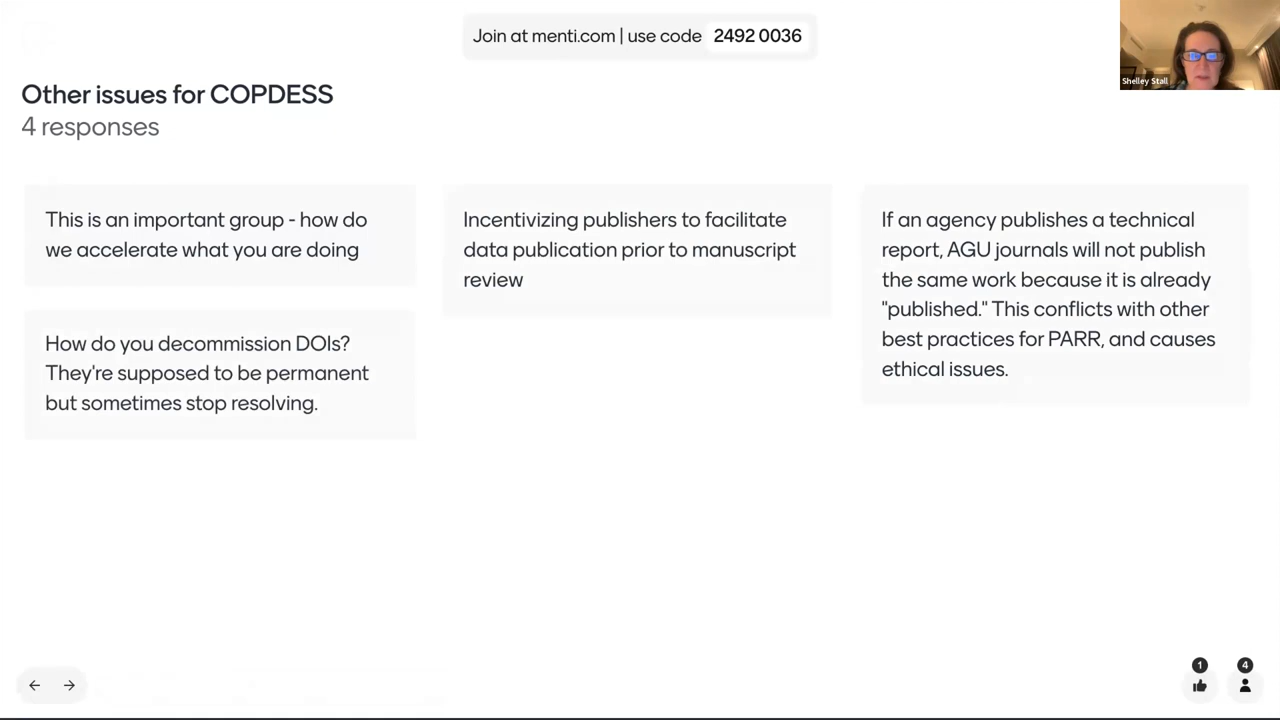 Join at menti.com | use code 2492 0036
Shelley Stall
Other issues for COPDESS
4 responses
This is an important group - how do
we accelerate what you are doing
How do you decommission DOIs?
They're supposed to be permanent
but sometimes stop resolving.
Incentivizing publishers to facilitate
data publication prior to manuscript
review
If an agency publishes a technical
report, AGU journals will not publish
the same work because it is already
"published." This conflicts with other
best practices for PARR, and causes
ethical issues.
1
4